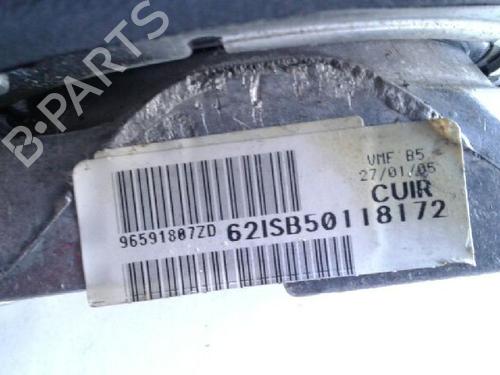 B-PARTS
VMF B5
27/01/05
CUIR
96591807ZD 62ISB50118172